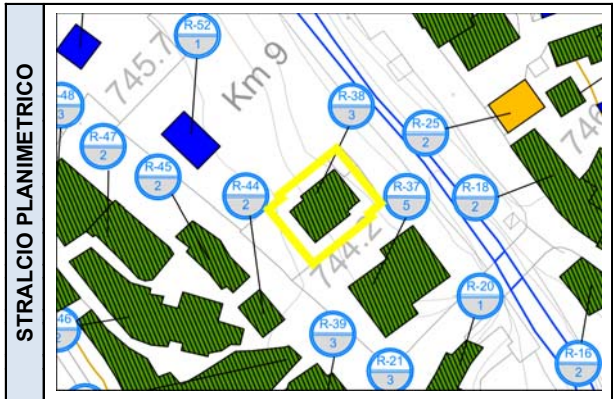 STRALCIO PLANIMETRICO
R-52
1
745.7
Km 9
R-38
3
-48
3
R-47
2
R-45
2
R-44
2
R-25
2
R-37
5
R-18
2
744.2
R-20
1
R-39
3
R-21
3
R-16
2
-46
2